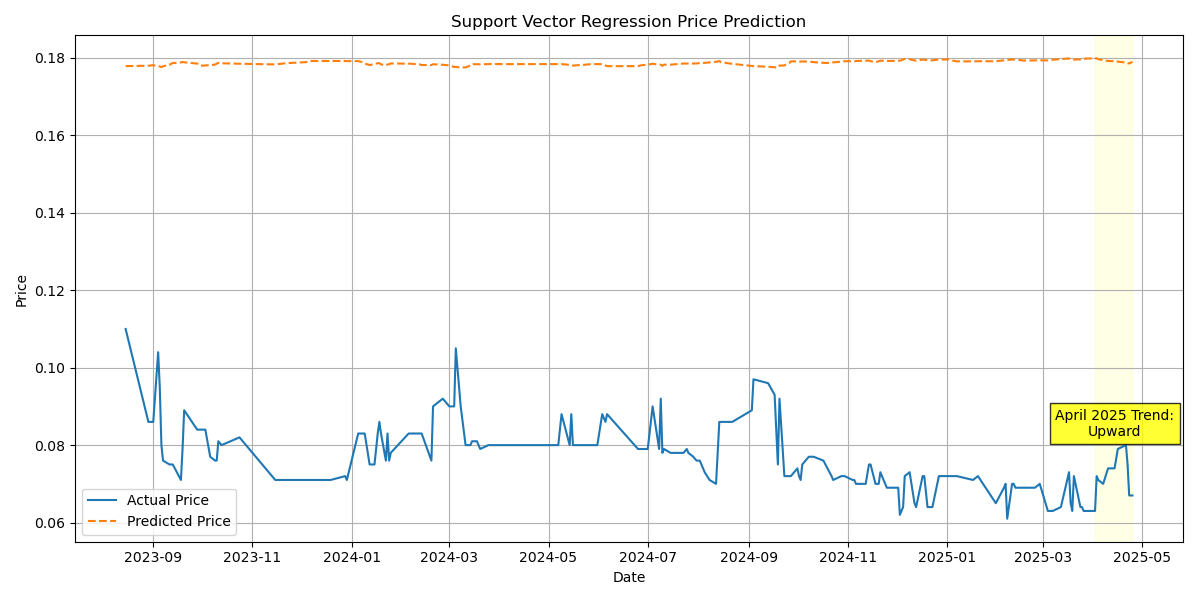 Support Vector Regression Price Prediction
Price
0.18
0.16
0.14
0.12
0.10
0.08
0.06
April 2025 Trend:
Upward
Actual Price
Predicted Price
2023-09 2023-11 2024-01 2024-03 2024-05 2024-07 2024-09 2024-11 2025-01 2025-03 2025-05
Date